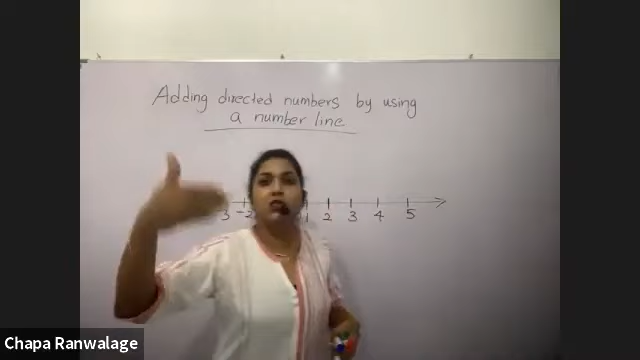 Adding directed numbers by using
a number line
3 -2 1 2 3 4 5
Chapa Ranwalage